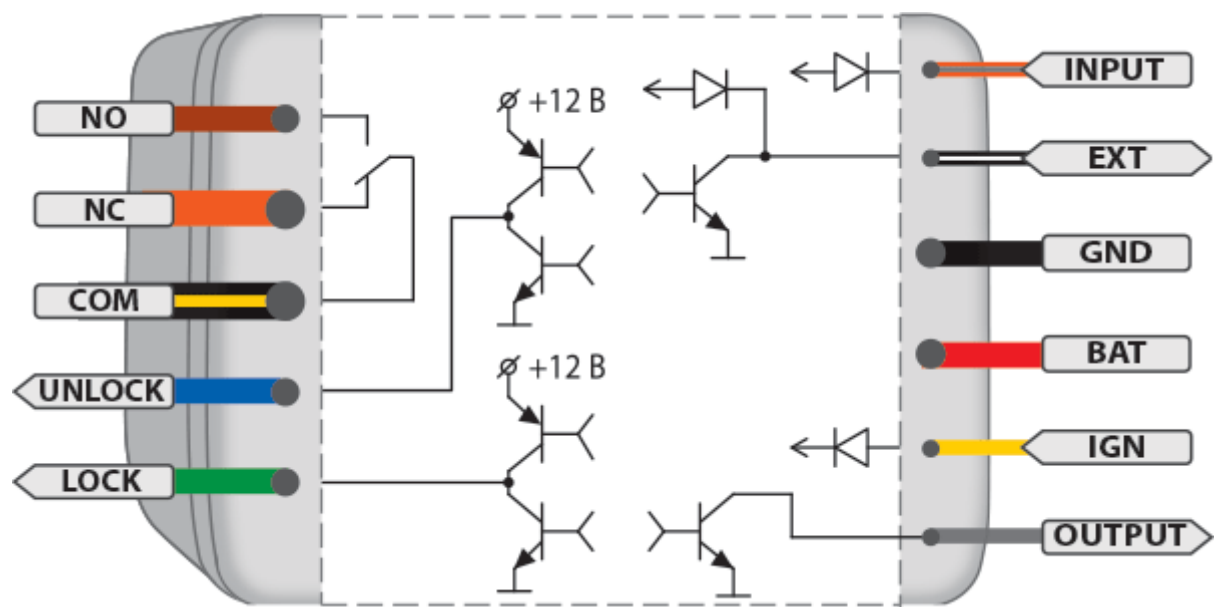 NO
NC
COM
UNLOCK
LOCK
+12 В
+12 В
INPUT
EXT
GND
BAT
IGN
OUTPUT